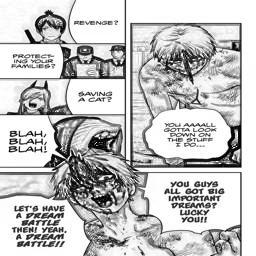 REVENGE?
PROTECT-
ING YOUR
FAMILIES?
SAVING
A CAT?
BLAH,
BLAH,
BLAH!
YOU AAAALL
GOTTA LOOK
DOWN ON
THE STUFF
I DO...
YOU GUYS
ALL GOT BIG
IMPORTANT
DREAMS?
LUCKY
YOU!!
LET'S HAVE
A DREAM
BATTLE
THEN! YEAH,
A DREAM
BATTLE!!